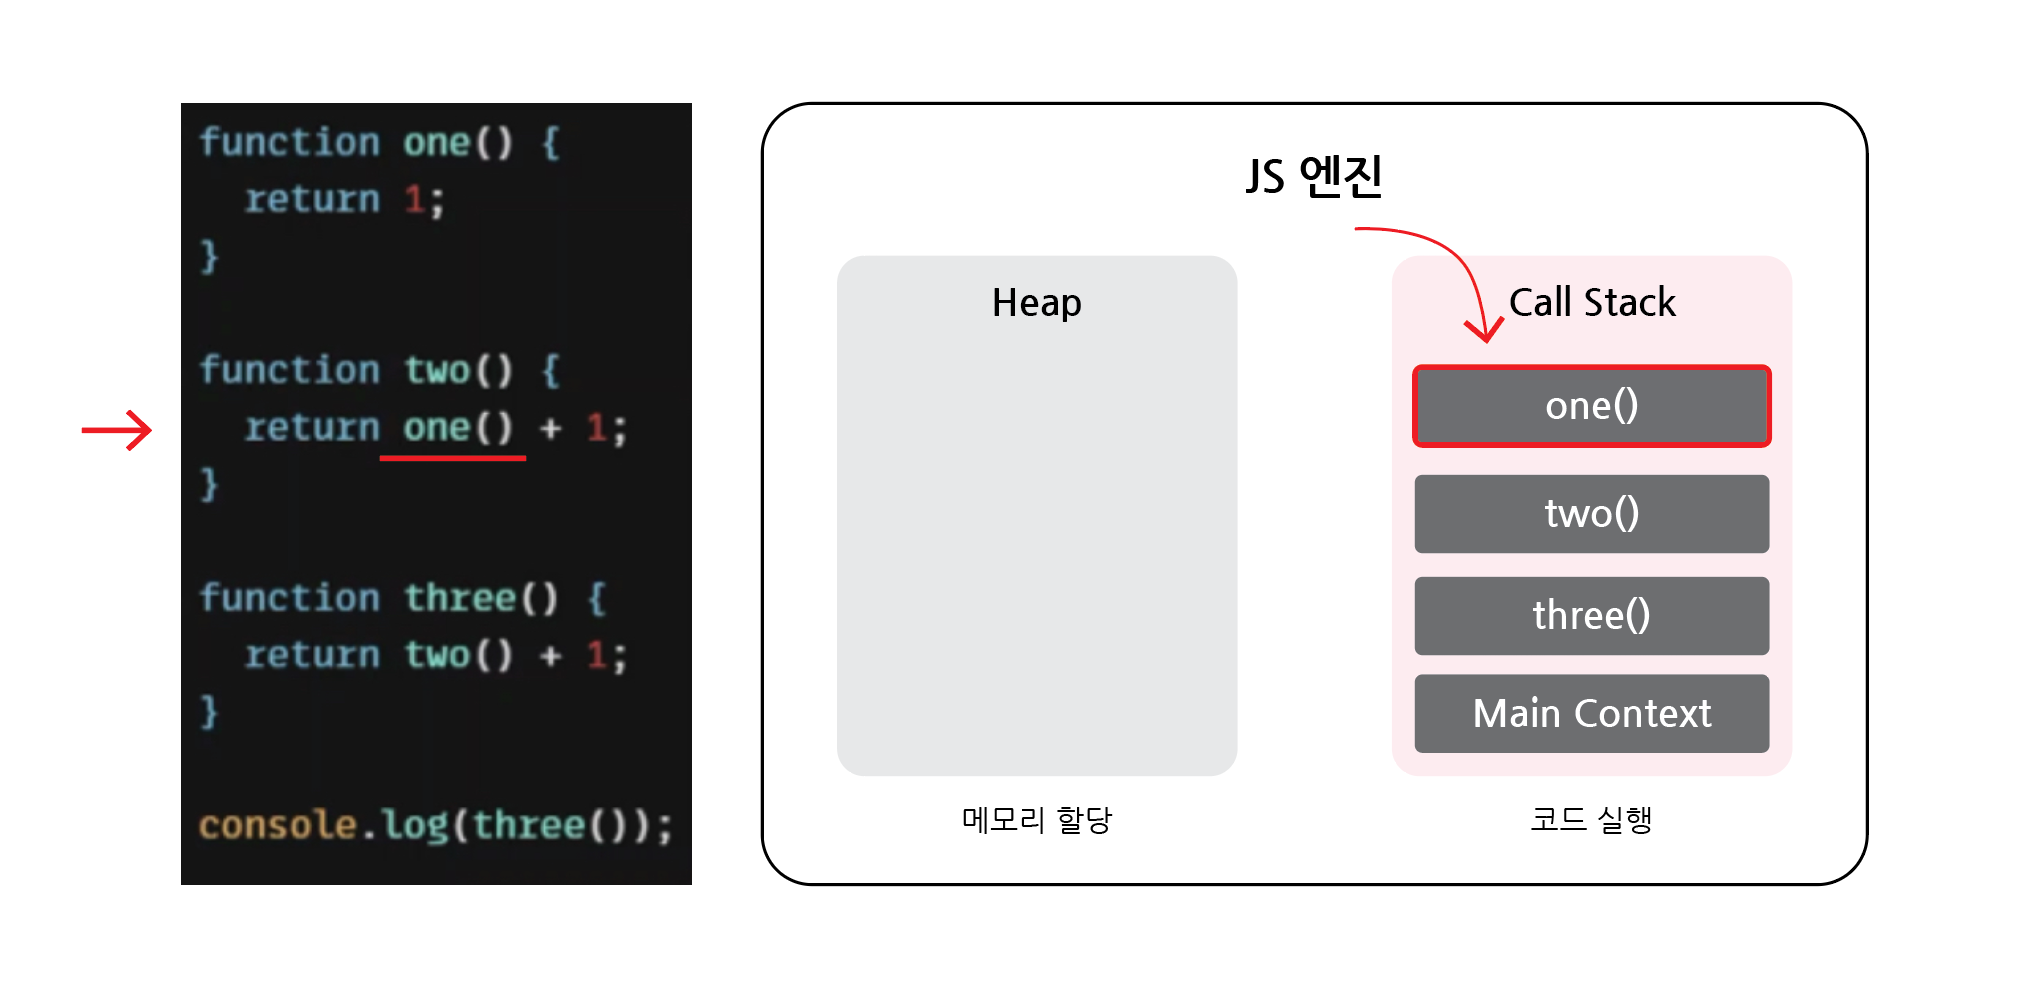 function one() {
  return 1;
}
function two() {
  return one() + 1;
}
function three() {
  return two() + 1;
}
console.log(three());
JS 엔진
Heap
메모리 할당
Call Stack
one()
two()
three()
Main Context
코드 실행